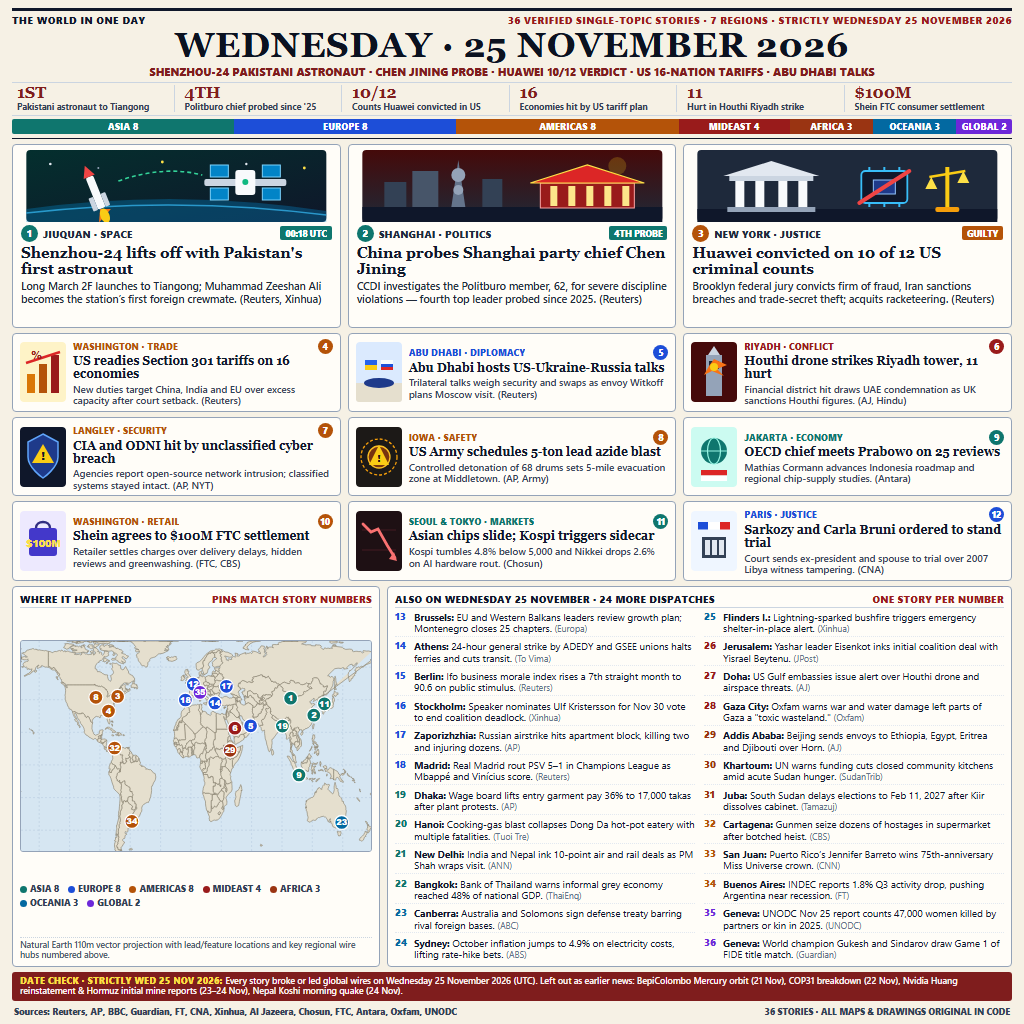 THE WORLD IN ONE DAY
36 VERIFIED SINGLE-TOPIC STORIES · 7 REGIONS · STRICTLY WEDNESDAY 25 NOVEMBER 2026
WEDNESDAY · 25 NOVEMBER 2026
SHENZHOU-24 PAKISTANI ASTRONAUT · CHEN JINING PROBE · HUAWEI 10/12 VERDICT · US 16-NATION TARIFFS · ABU DHABI TALKS
1ST
Pakistani astronaut to Tiangong
4TH
Politburo chief probed since '25
10/12
Counts Huawei convicted in US
16
Economies hit by US tariff plan
11
Hurt in Houthi Riyadh strike
$100M
Shein FTC consumer settlement
ASIA 8
EUROPE 8
AMERICAS 8
MIDEAST 4
AFRICA 3
OCEANIA 3
GLOBAL 2
1 JIUQUAN · SPACE
00:18 UTC
Shenzhou-24 lifts off with Pakistan's
first astronaut
Long March 2F launches to Tiangong; Muhammad Zeeshan Ali
becomes the station's first foreign crewmate. (Reuters, Xinhua)
2 SHANGHAI · POLITICS
4TH PROBE
China probes Shanghai party chief Chen
Jining
CCDI investigates the Politburo member, 62, for severe discipline
violations — fourth top leader probed since 2025. (Reuters)
3 NEW YORK · JUSTICE
GUILTY
Huawei convicted on 10 of 12 US
criminal counts
Brooklyn federal jury convicts firm of fraud, Iran sanctions
breaches and trade-secret theft; acquits racketeering. (Reuters)
%
WASHINGTON · TRADE
4
US readies Section 301 tariffs on 16
economies
New duties target China, India and EU over excess
capacity after court setback. (Reuters)
ABU DHABI · DIPLOMACY
5
Abu Dhabi hosts US-Ukraine-Russia talks
Trilateral talks weigh security and swaps as envoy Witkoff
plans Moscow visit. (Reuters)
RIYADH · CONFLICT
6
Houthi drone strikes Riyadh tower, 11
hurt
Financial district hit draws UAE condemnation as UK
sanctions Houthi figures. (AJ, Hindu)
!
LANGLEY · SECURITY
7
CIA and ODNI hit by unclassified cyber
breach
Agencies report open-source network intrusion; classified
systems stayed intact. (AP, NYT)
!
IOWA · SAFETY
8
US Army schedules 5-ton lead azide blast
Controlled detonation of 68 drums sets 5-mile evacuation
zone at Middletown. (AP, Army)
JAKARTA · ECONOMY
9
OECD chief meets Prabowo on 25 reviews
Mathias Cormann advances Indonesia roadmap and
regional chip-supply studies. (Antara)
$100M
WASHINGTON · RETAIL
10
Shein agrees to $100M FTC settlement
Retailer settles charges over delivery delays, hidden
reviews and greenwashing. (FTC, CBS)
SEOUL & TOKYO · MARKETS
11
Asian chips slide; Kospi triggers sidecar
Kospi tumbles 4.8% below 5,000 and Nikkei drops 2.6%
on AI hardware rout. (Chosun)
PARIS · JUSTICE
12
Sarkozy and Carla Bruni ordered to stand
trial
Court sends ex-president and spouse to trial over 2007
Libya witness tampering. (CNA)
WHERE IT HAPPENED
PINS MATCH STORY NUMBERS
8
3
4
32
34
12
35
17
18
14
6
5
29
1
11
2
19
9
23
ASIA 8
EUROPE 8
AMERICAS 8
MIDEAST 4
AFRICA 3
OCEANIA 3
GLOBAL 2
Natural Earth 110m vector projection with lead/feature locations and key regional wire
hubs numbered above.
ALSO ON WEDNESDAY 25 NOVEMBER · 24 MORE DISPATCHES
ONE STORY PER NUMBER
13 Brussels: EU and Western Balkans leaders review growth plan;
Montenegro closes 25 chapters. (Europa)
14 Athens: 24-hour general strike by ADEDY and GSEE unions halts
ferries and cuts transit. (To Vima)
15 Berlin: Ifo business morale index rises a 7th straight month to
90.6 on public stimulus. (Reuters)
16 Stockholm: Speaker nominates Ulf Kristersson for Nov 30 vote
to end coalition deadlock. (Xinhua)
17 Zaporizhzhia: Russian airstrike hits apartment block, killing two
and injuring dozens. (AP)
18 Madrid: Real Madrid rout PSV 5–1 in Champions League as
Mbappé and Vinícius score. (Reuters)
19 Dhaka: Wage board lifts entry garment pay 36% to 17,000 takas
after plant protests. (AP)
20 Hanoi: Cooking-gas blast collapses Dong Da hot-pot eatery with
multiple fatalities. (Tuoi Tre)
21 New Delhi: India and Nepal ink 10-point air and rail deals as PM
Shah wraps visit. (ANN)
22 Bangkok: Bank of Thailand warns informal grey economy
reached 48% of national GDP. (ThaiEnq)
23 Canberra: Australia and Solomons sign defense treaty barring
rival foreign bases. (ABC)
24 Sydney: October inflation jumps to 4.9% on electricity costs,
lifting rate-hike bets. (ABS)
25 Flinders I.: Lightning-sparked bushfire triggers emergency
shelter-in-place alert. (Xinhua)
26 Jerusalem: Yashar leader Eisenkot inks initial coalition deal with
Yisrael Beytenu. (JPost)
27 Doha: US Gulf embassies issue alert over Houthi drone and
airspace threats. (AJ)
28 Gaza City: Oxfam warns war and water damage left parts of
Gaza a "toxic wasteland." (Oxfam)
29 Addis Ababa: Beijing sends envoys to Ethiopia, Egypt, Eritrea
and Djibouti over Horn. (AJ)
30 Khartoum: UN warns funding cuts closed community kitchens
amid acute Sudan hunger. (SudanTrib)
31 Juba: South Sudan delays elections to Feb 11, 2027 after Kiir
dissolves cabinet. (Tamazuj)
32 Cartagena: Gunmen seize dozens of hostages in supermarket
after botched heist. (CBS)
33 San Juan: Puerto Rico's Jennifer Barreto wins 75th-anniversary
Miss Universe crown. (CNN)
34 Buenos Aires: INDEC reports 1.8% Q3 activity drop, pushing
Argentina near recession. (FT)
35 Geneva: UNODC Nov 25 report counts 47,000 women killed by
partners or kin in 2025. (UNODC)
36 Geneva: World champion Gukesh and Sindarov draw Game 1 of
FIDE title match. (Guardian)
DATE CHECK · STRICTLY WED 25 NOV 2026: Every story broke or led global wires on Wednesday 25 November 2026 (UTC). Left out as earlier news: BepiColombo Mercury orbit (21 Nov), COP31 breakdown (22 Nov), Nvidia Huang
reinstatement & Hormuz initial mine reports (23–24 Nov), Nepal Koshi morning quake (24 Nov).
Sources: Reuters, AP, BBC, Guardian, FT, CNA, Xinhua, Al Jazeera, Chosun, FTC, Antara, Oxfam, UNODC
36 STORIES · ALL MAPS & DRAWINGS ORIGINAL IN CODE